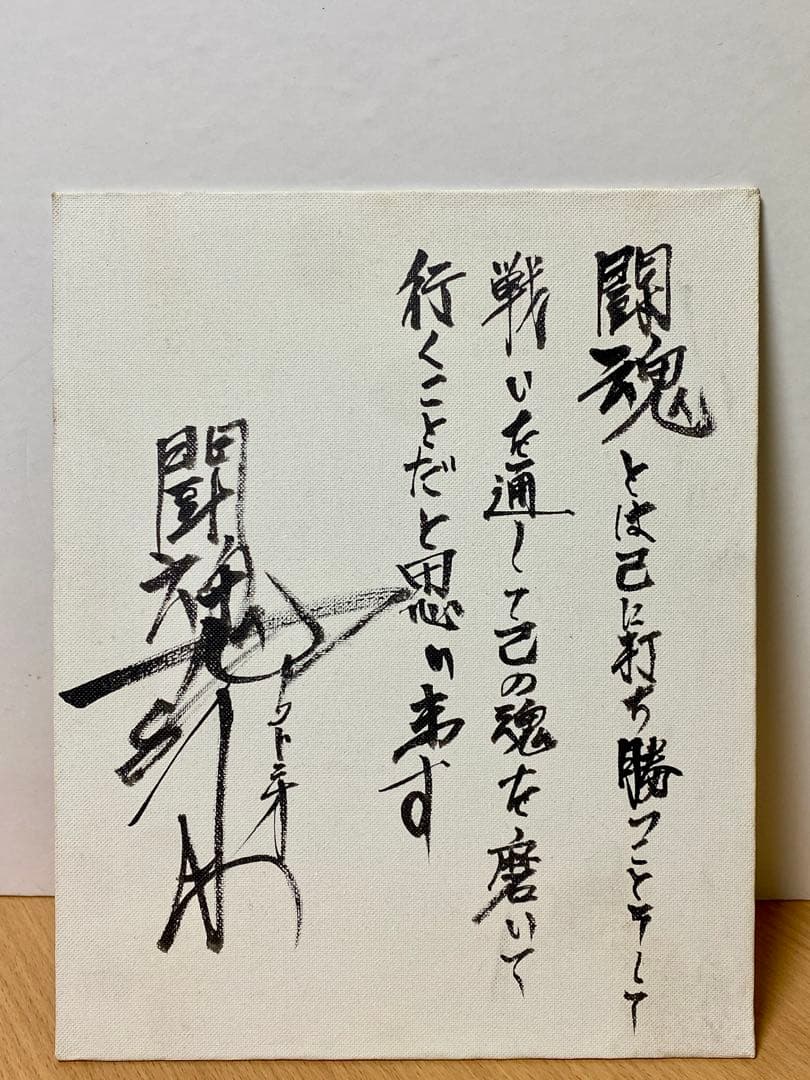 闘魂とは己に打ち勝つことそして
戦いを通して己の魂を磨いて
行くことだと思います
闘魂